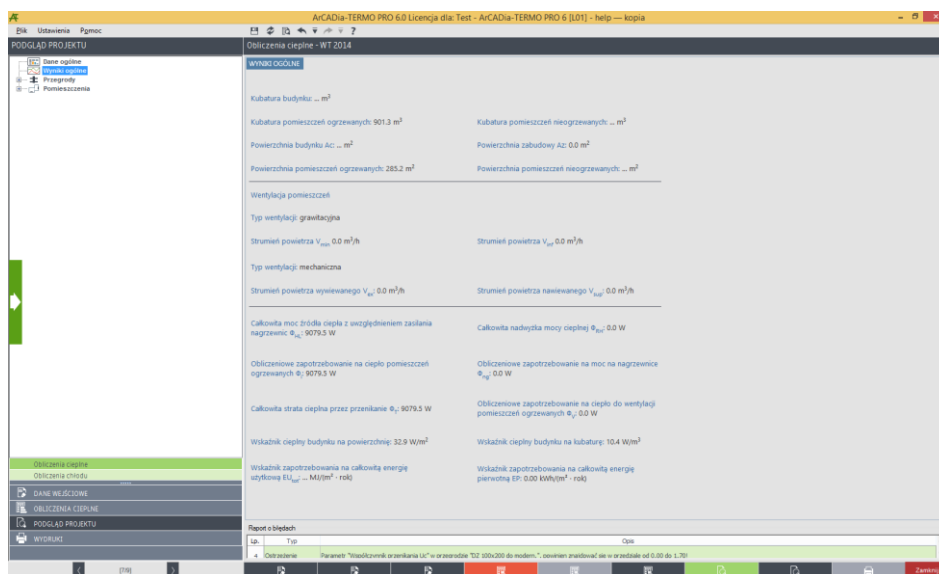 ArCADia-TERMO PRO 6.0 Licencja dla: Test - ArCADia-TERMO PRO 6 [L01] - help — kopia
Plik Ustawienia Pomoc
PODGLĄD PROJEKTU
Obliczenia cieplne - WT 2014
Dane ogólne
Wyniki ogólne
Przegrody
Pomieszczenia
WYNIKI OGÓLNE
Kubatura budynku: ... m²
Kubatura pomieszczeń ogrzewanych: 901.3 m³ Kubatura pomieszczeń nieogrzewanych: ... m³
Powierzchnia budynku Ac: ... m² Powierzchnia zabudowy Az: 0.0 m²
Powierzchnia pomieszczeń ogrzewanych: 285.2 m² Powierzchnia pomieszczeń nieogrzewanych: ... m²
Wentylacja pomieszczeń
Typ wentylacji: grawitacyjna
Strumień powietrza Vmin 0.0 m³/h Strumień powietrza Vinf 0.0 m³/h
Typ wentylacji: mechaniczna
Strumień powietrza wywiewanego Vex: 0.0 m³/h Strumień powietrza nawiewanego Vsup: 0.0 m³/h
Całkowita moc źródła ciepła z uwzględnieniem zasilania
nagrzewnic ΦHL: 9079.5 W
Całkowita nadwyżka mocy cieplnej ΦRH: 0.0 W
Obliczeniowe zapotrzebowanie na ciepło pomieszczeń
ogrzewanych Φi: 9079.5 W
Obliczeniowe zapotrzebowanie na moc na nagrzewnice
Φng: 0.0 W
Całkowita strata cieplna przez przenikanie ΦT: 9079.5 W
Obliczeniowe zapotrzebowanie na ciepło do wentylacji
pomieszczeń ogrzewanych ΦV: 0.0 W
Wskaźnik cieplny budynku na powierzchnię: 32.9 W/m² Wskaźnik cieplny budynku na kubaturę: 10.4 W/m³
Wskaźnik zapotrzebowania na całkowitą energię
użytkową EU: ... MJ/(m² · rok)
Wskaźnik zapotrzebowania na całkowitą energię
pierwotną EP: 0.00 kWh/(m² · rok)
Obliczenia cieplne
Obliczenia chłodu
DANE WEJŚCIOWE
OBLICZENIA CIEPLNE
PODGLĄD PROJEKTU
WYDRUKI
Raport o błędach
Lp. Typ Opis
4 Ostrzeżenie Parametr "Współczynnik przenikania Uc" w przegrodzie "DZ 100x200 do modern.", powinien znajdować się w przedziale od 0.00 do 1.70!
(7/9)
Zamknij